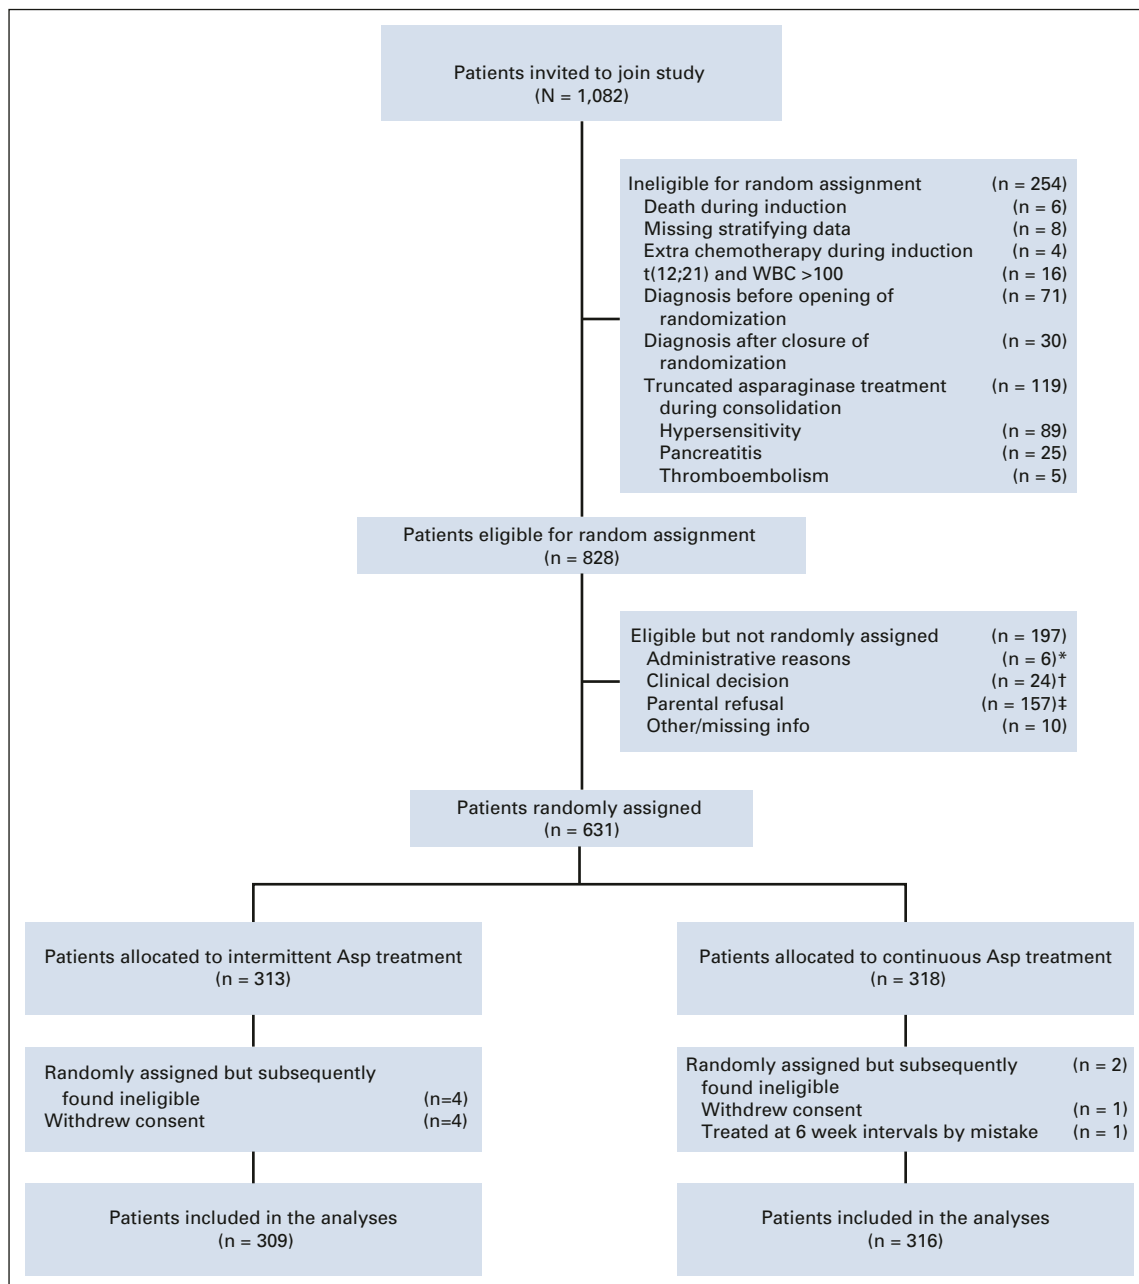 Patients invited to join study
(N = 1,082)
Ineligible for random assignment (n = 254)
Death during induction (n = 6)
Missing stratifying data (n = 8)
Extra chemotherapy during induction (n = 4)
t(12;21) and WBC >100 (n = 16)
Diagnosis before opening of (n = 71)
randomization
Diagnosis after closure of (n = 30)
randomization
Truncated asparaginase treatment (n = 119)
during consolidation
Hypersensitivity (n = 89)
Pancreatitis (n = 25)
Thromboembolism (n = 5)
Patients eligible for random assignment
(n = 828)
Eligible but not randomly assigned (n = 197)
Administrative reasons (n = 6)*
Clinical decision (n = 24)†
Parental refusal (n = 157)‡
Other/missing info (n = 10)
Patients randomly assigned
(n = 631)
Patients allocated to intermittent Asp treatment
(n = 313)
Patients allocated to continuous Asp treatment
(n = 318)
Randomly assigned but subsequently
found ineligible (n=4)
Withdrew consent (n=4)
Randomly assigned but subsequently (n = 2)
found ineligible
Withdrew consent (n = 1)
Treated at 6 week intervals by mistake (n = 1)
Patients included in the analyses
(n = 309)
Patients included in the analyses
(n = 316)